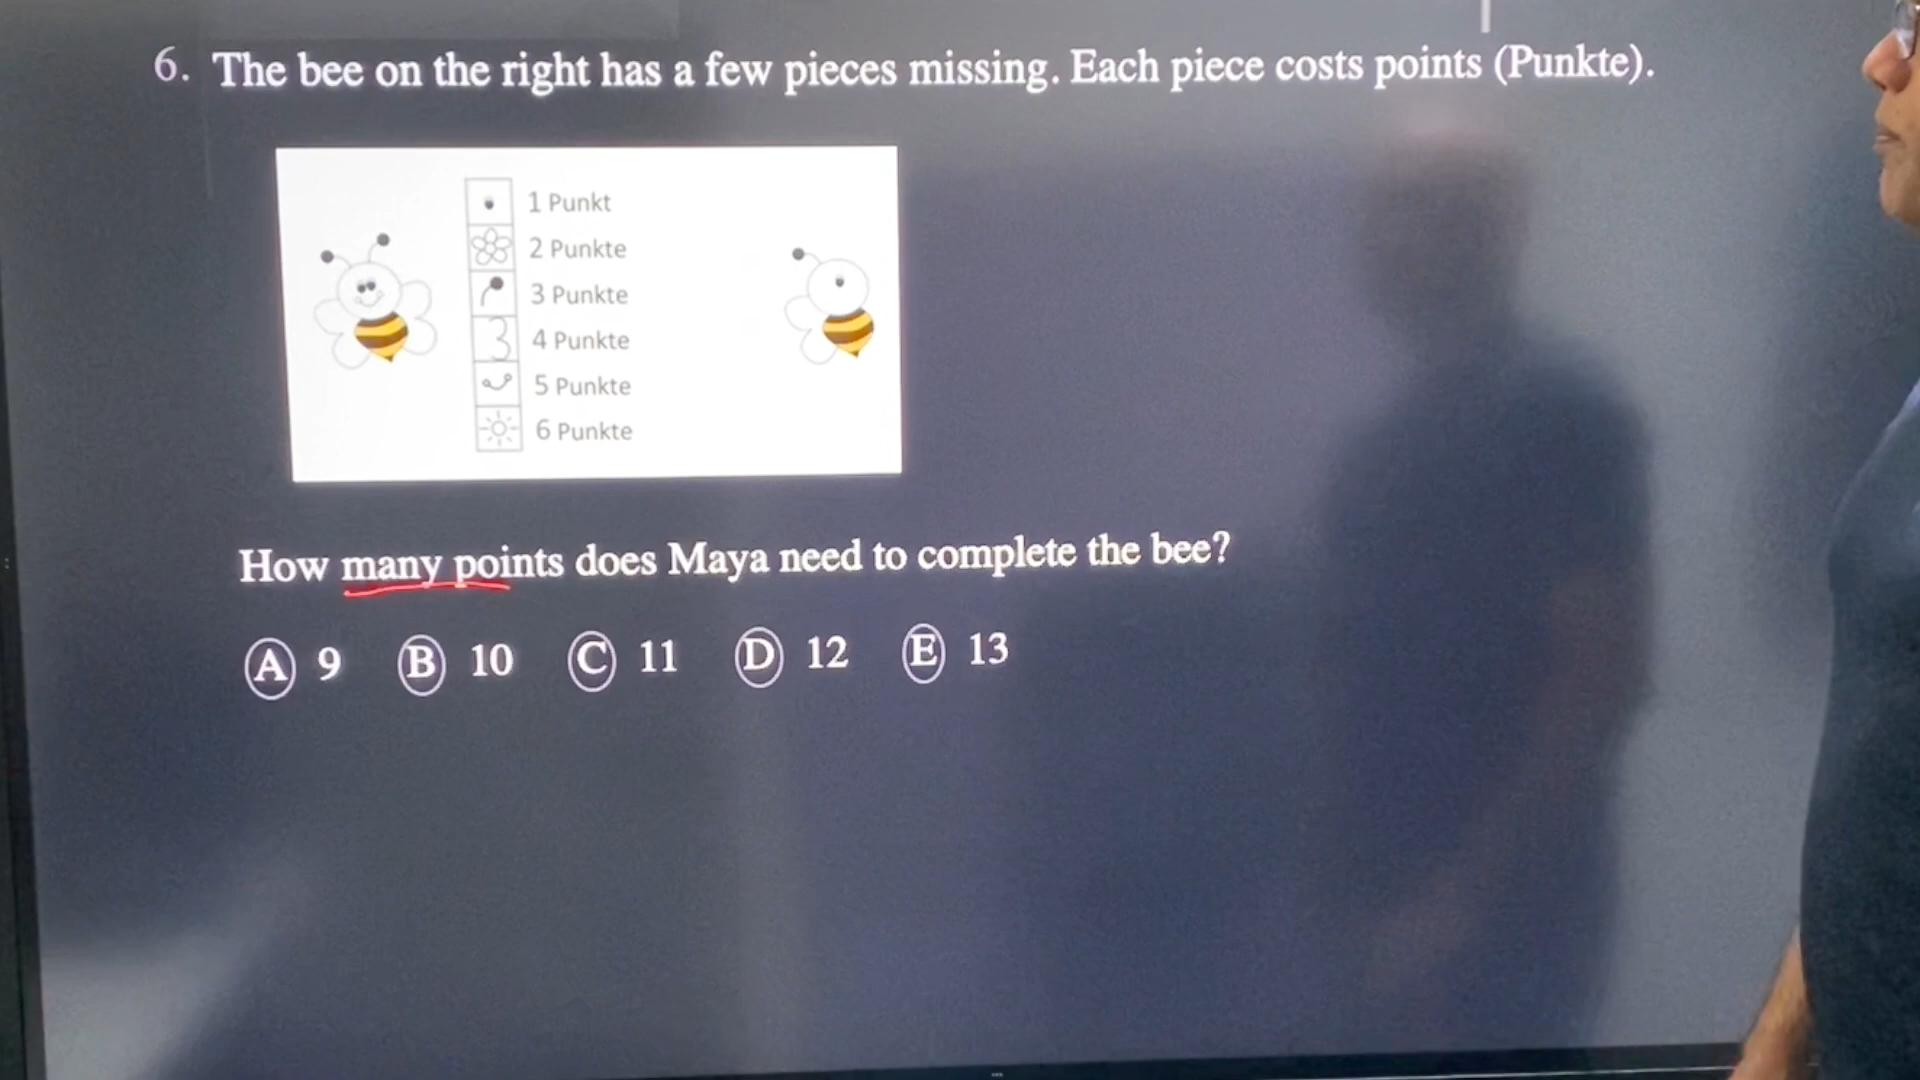 6. The bee on the right has a few pieces missing. Each piece costs points (Punkte).
1 Punkt
2 Punkte
3 Punkte
4 Punkte
5 Punkte
6 Punkte
How many points does Maya need to complete the bee?
A 9 B 10 C 11 D 12 E 13